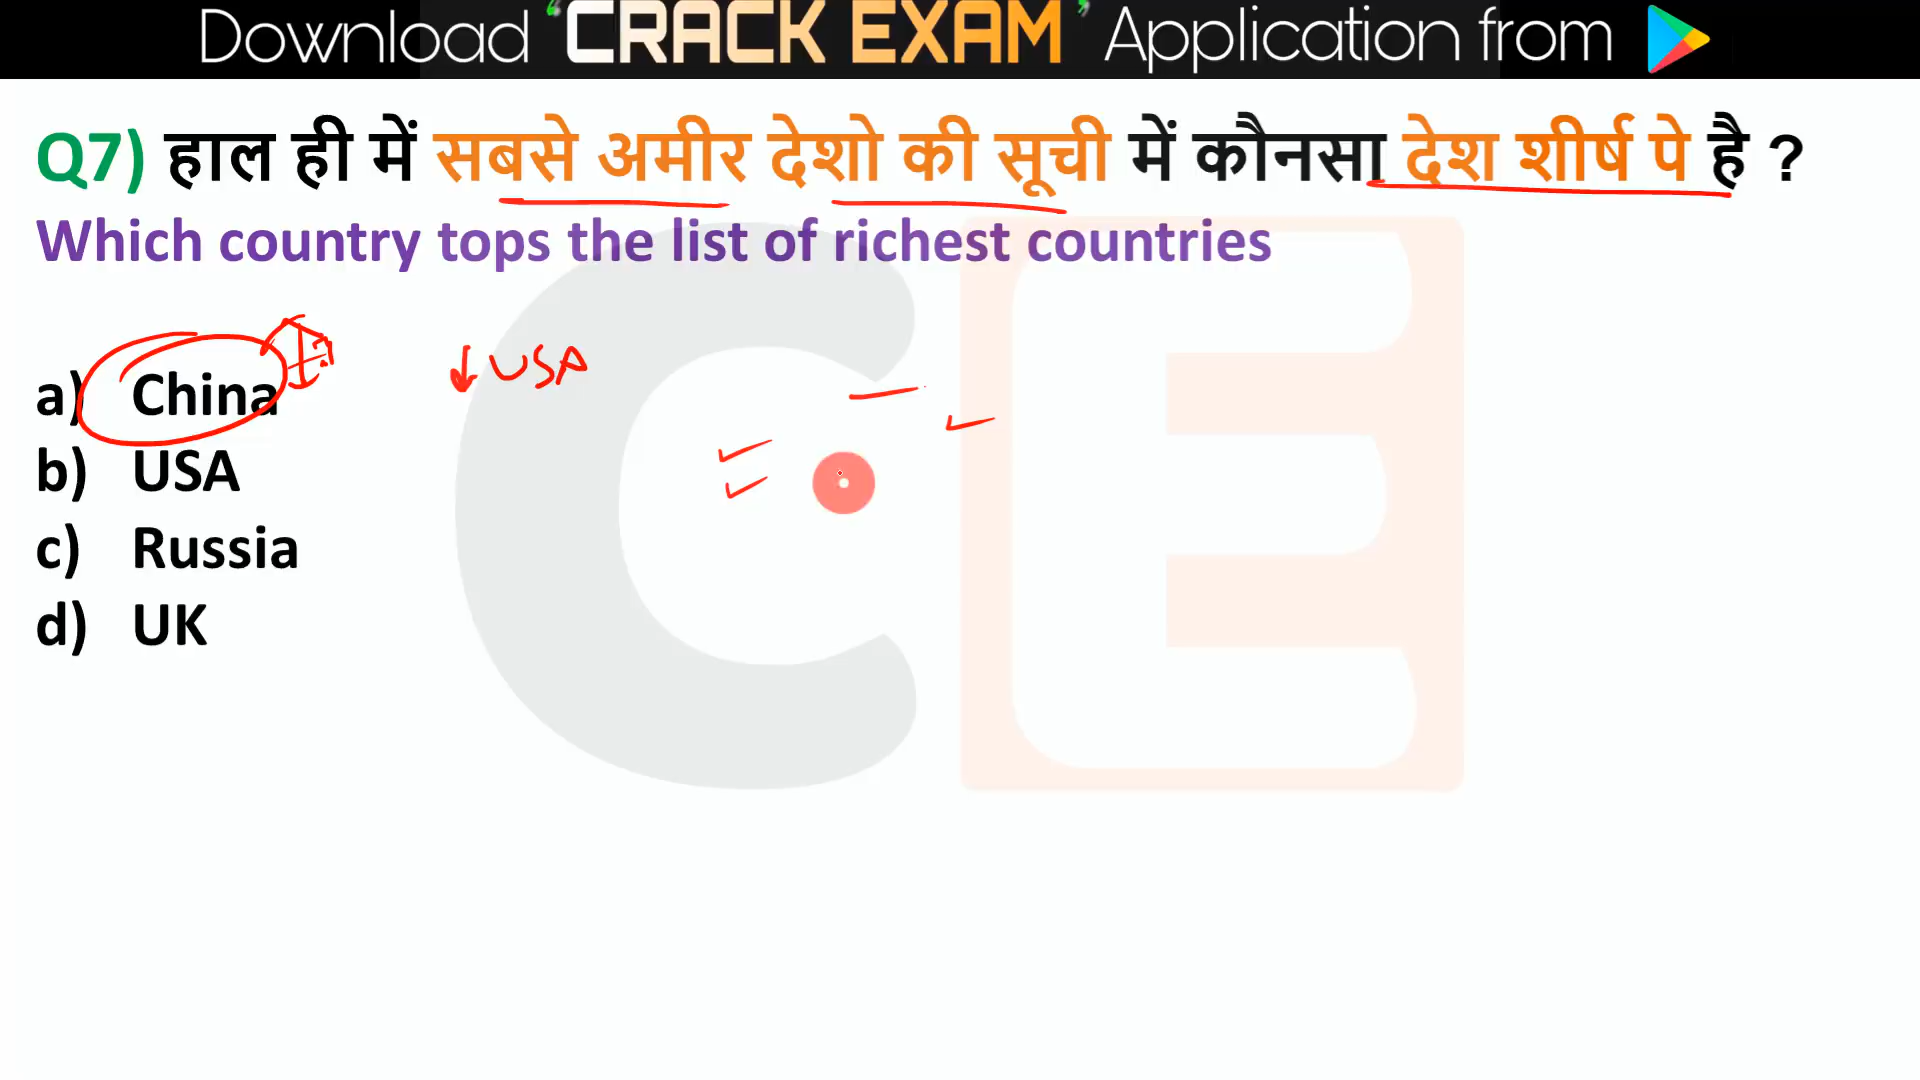 Download 'CRACK EXAM' Application from
Q7) हाल ही में सबसे अमीर देशो की सूची में कौनसा देश शीर्ष पे है ?
Which country tops the list of richest countries
a) China
USA
b) USA
c) Russia
d) UK
CE